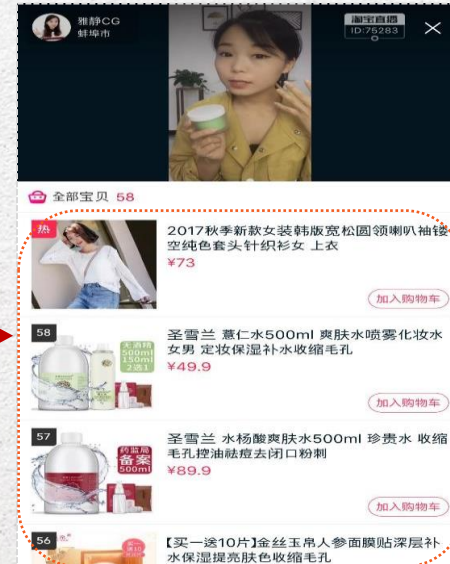 雅静CG
蚌埠市
淘宝直播
ID:75283
全部宝贝 58
热
2017秋季新款女装韩版宽松圆领喇叭袖镂
空纯色套头针织衫女 上衣
¥73
加入购物车
58
无酒精
500ml
150ml
2选1
圣雪兰 薏仁水500ml 爽肤水喷雾化妆水
女男 定妆保湿补水收缩毛孔
¥49.9
加入购物车
57
药监局
备案
500ml
圣雪兰 水杨酸爽肤水500ml 珍贵水 收缩
毛孔控油祛痘去闭口粉刺
¥89.9
加入购物车
56
【买一送10片】金丝玉帛人参面膜贴深层补
水保湿提亮肤色收缩毛孔